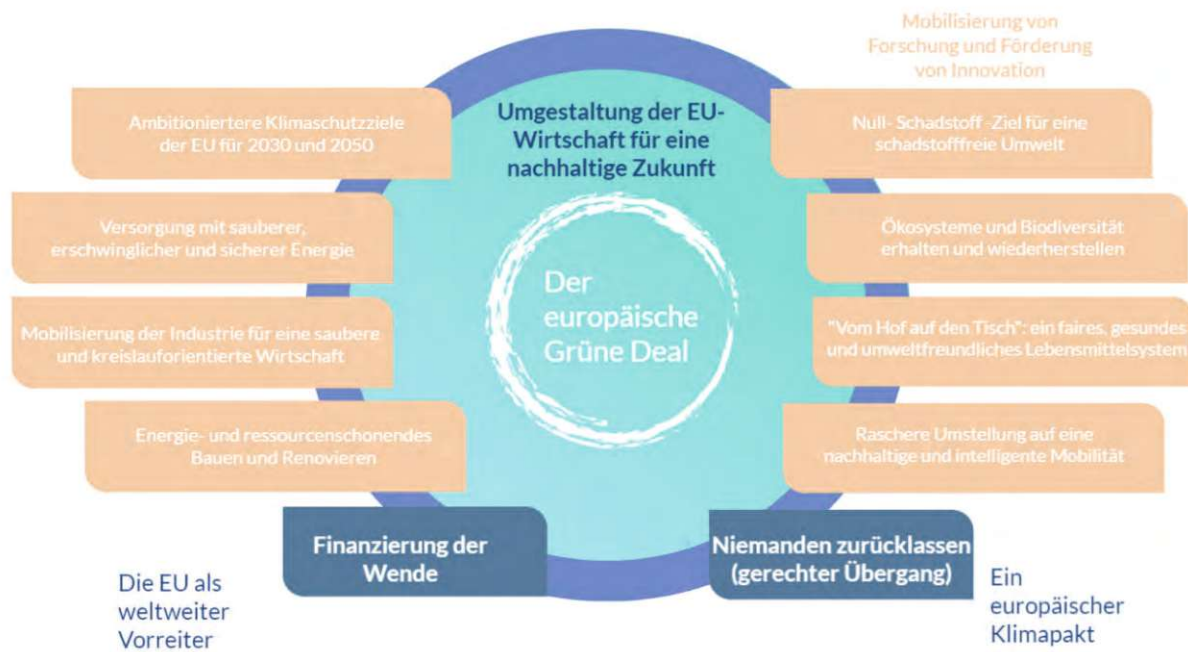 Mobilisierung von
Forschung und Förderung
von Innovation
Umgestaltung der EU-
Wirtschaft für eine
nachhaltige Zukunft
Ambitioniertere Klimaschutzziele
der EU für 2030 und 2050
Null- Schadstoff -Ziel für eine
schadstofffreie Umwelt
Versorgung mit sauberer,
erschwinglicher und sicherer Energie
Ökosysteme und Biodiversität
erhalten und wiederherstellen
Der
europäische
Grüne Deal
Mobilisierung der Industrie für eine saubere
und kreislauforientierte Wirtschaft
"Vom Hof auf den Tisch": ein faires, gesundes
und umweltfreundliches Lebensmittelsystem
Energie- und ressourcenschonendes
Bauen und Renovieren
Raschere Umstellung auf eine
nachhaltige und intelligente Mobilität
Finanzierung der
Wende
Niemanden zurücklassen
(gerechter Übergang)
Die EU als
weltweiter
Vorreiter
Ein
europäischer
Klimapakt